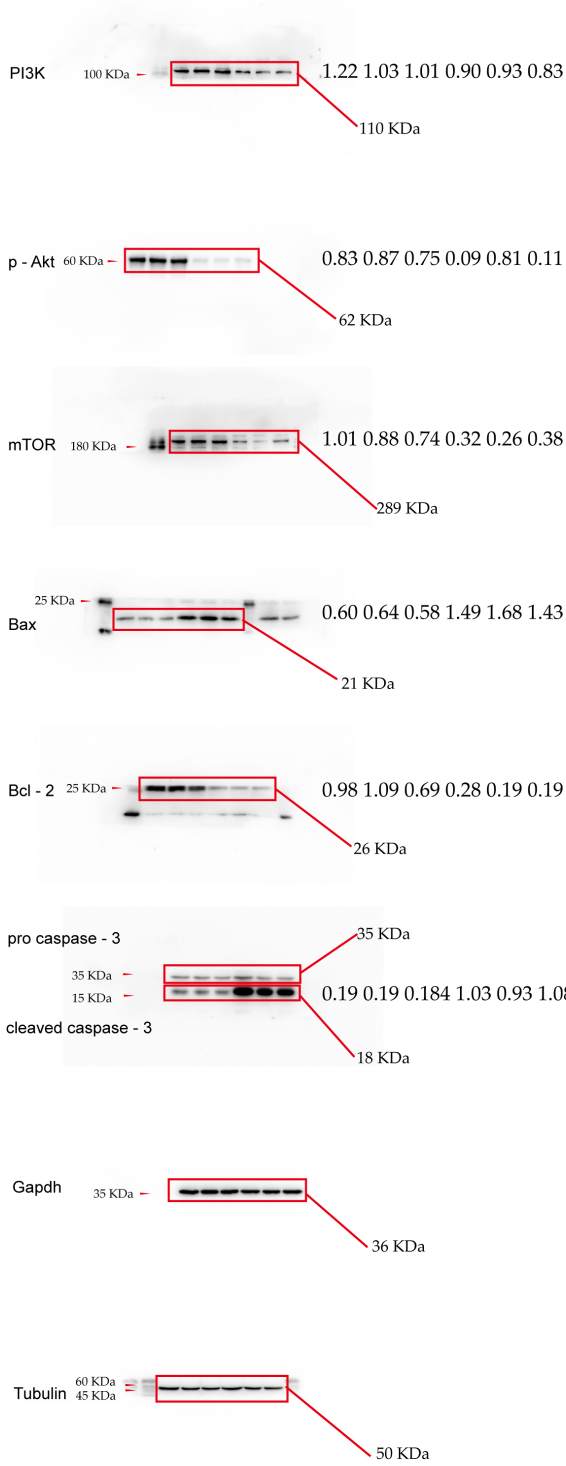 PI3K 100 KDa 1.22 1.03 1.01 0.90 0.93 0.83
110 KDa
p - Akt 60 KDa 0.83 0.87 0.75 0.09 0.81 0.11
62 KDa
mTOR 180 KDa 1.01 0.88 0.74 0.32 0.26 0.38
289 KDa
25 KDa
Bax 0.60 0.64 0.58 1.49 1.68 1.43
21 KDa
Bcl - 2 25 KDa 0.98 1.09 0.69 0.28 0.19 0.19
26 KDa
pro caspase - 3 35 KDa
35 KDa
15 KDa 0.19 0.19 0.184 1.03 0.93 1.08
cleaved caspase - 3
18 KDa
Gapdh 35 KDa
36 KDa
60 KDa
Tubulin 45 KDa
50 KDa